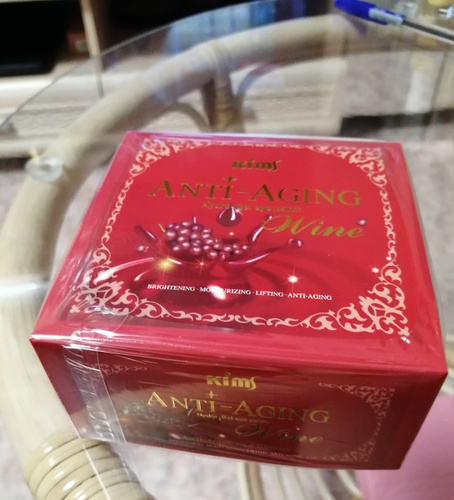 Kims
ANTI-AGING
Wine
BRIGHTENING · MOISTURIZING · LIFTING · ANTI-AGING
Kims
ANTI-AGING
Wine